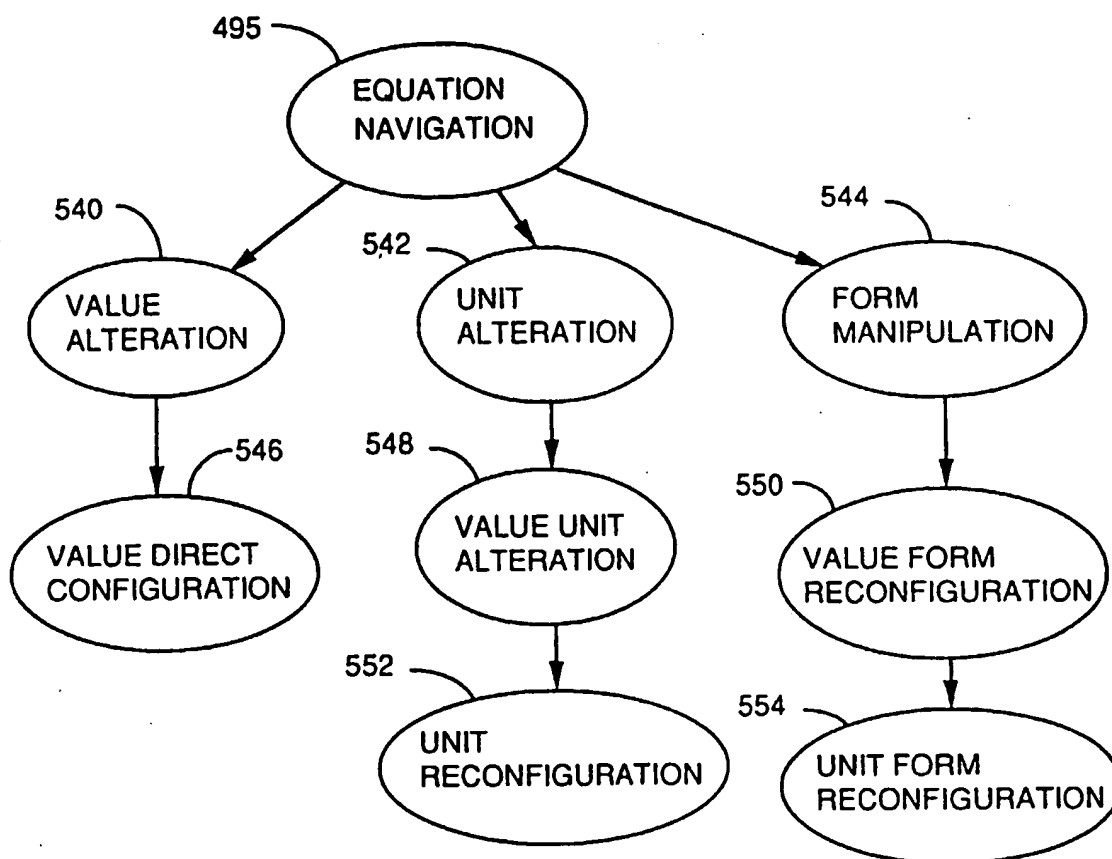 495
EQUATION
NAVIGATION
540
VALUE
ALTERATION
542
UNIT
ALTERATION
544
FORM
MANIPULATION
546
VALUE DIRECT
CONFIGURATION
548
VALUE UNIT
ALTERATION
550
VALUE FORM
RECONFIGURATION
552
UNIT
RECONFIGURATION
554
UNIT FORM
RECONFIGURATION